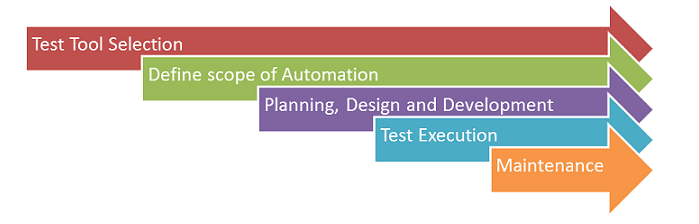 Test Tool Selection
Define scope of Automation
Planning, Design and Development
Test Execution
Maintenance